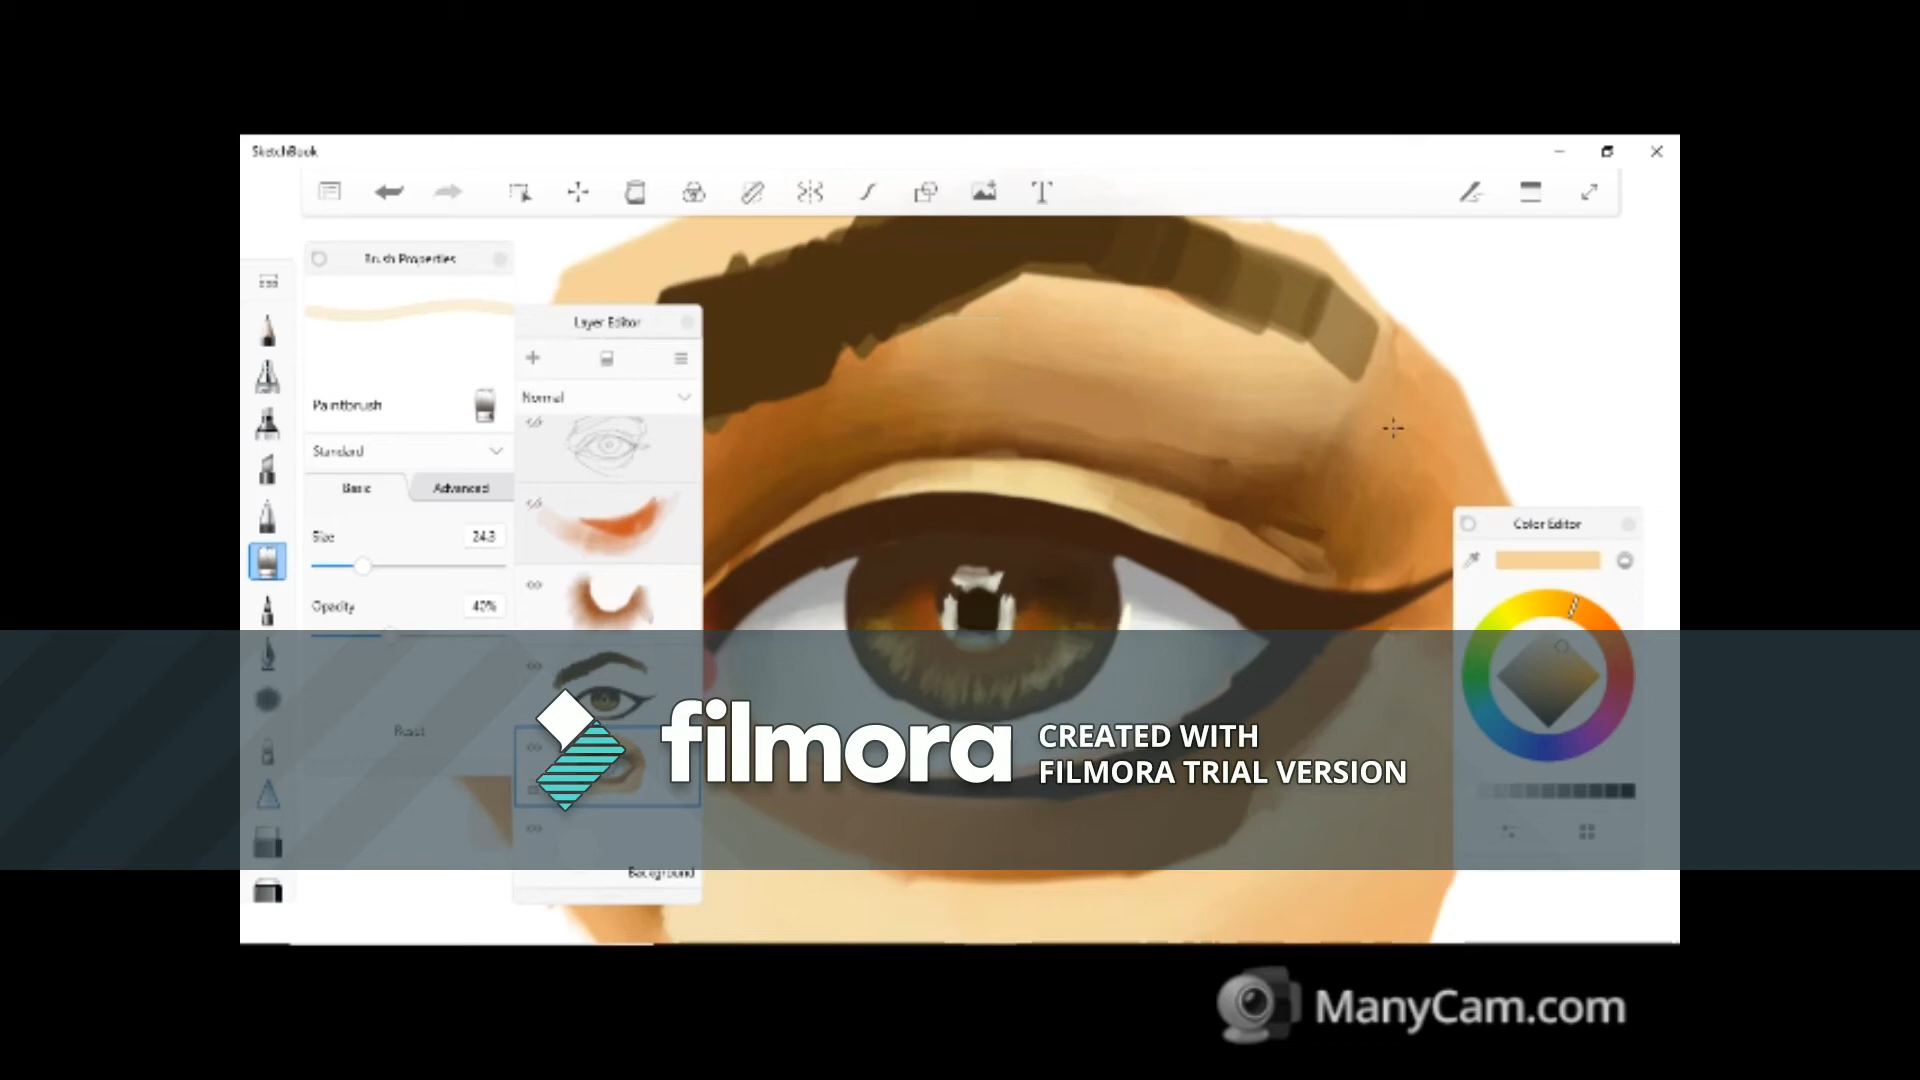 SketchBook
Brush Properties
Layer Editor
Normal
Paintbrush
Standard
Basic
Advanced
Size
24.3
Opacity
40%
Reset
Background
Color Editor
filmora
CREATED WITH
FILMORA TRIAL VERSION
ManyCam.com